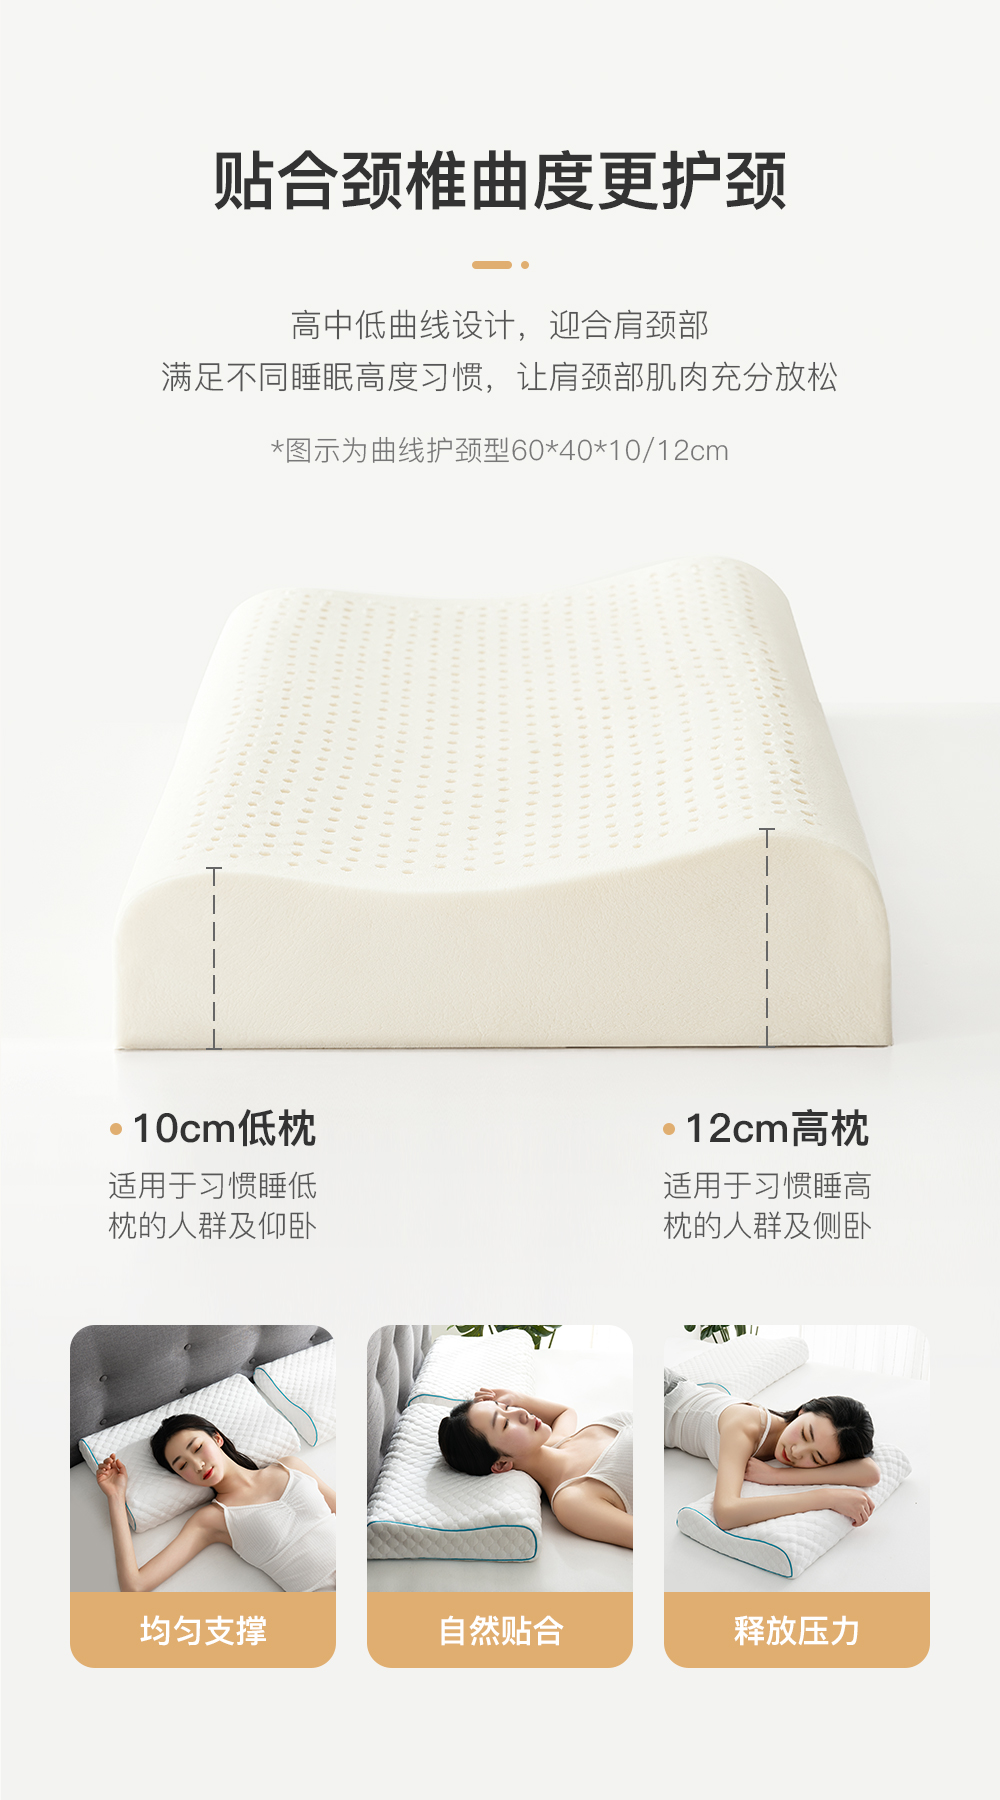 贴合颈椎曲度更护颈
高中低曲线设计，迎合肩颈部
满足不同睡眠高度习惯，让肩颈部肌肉充分放松
*图示为曲线护颈型60*40*10/12cm
10cm低枕
适用于习惯睡低
枕的人群及仰卧
12cm高枕
适用于习惯睡高
枕的人群及侧卧
均匀支撑
自然贴合
释放压力